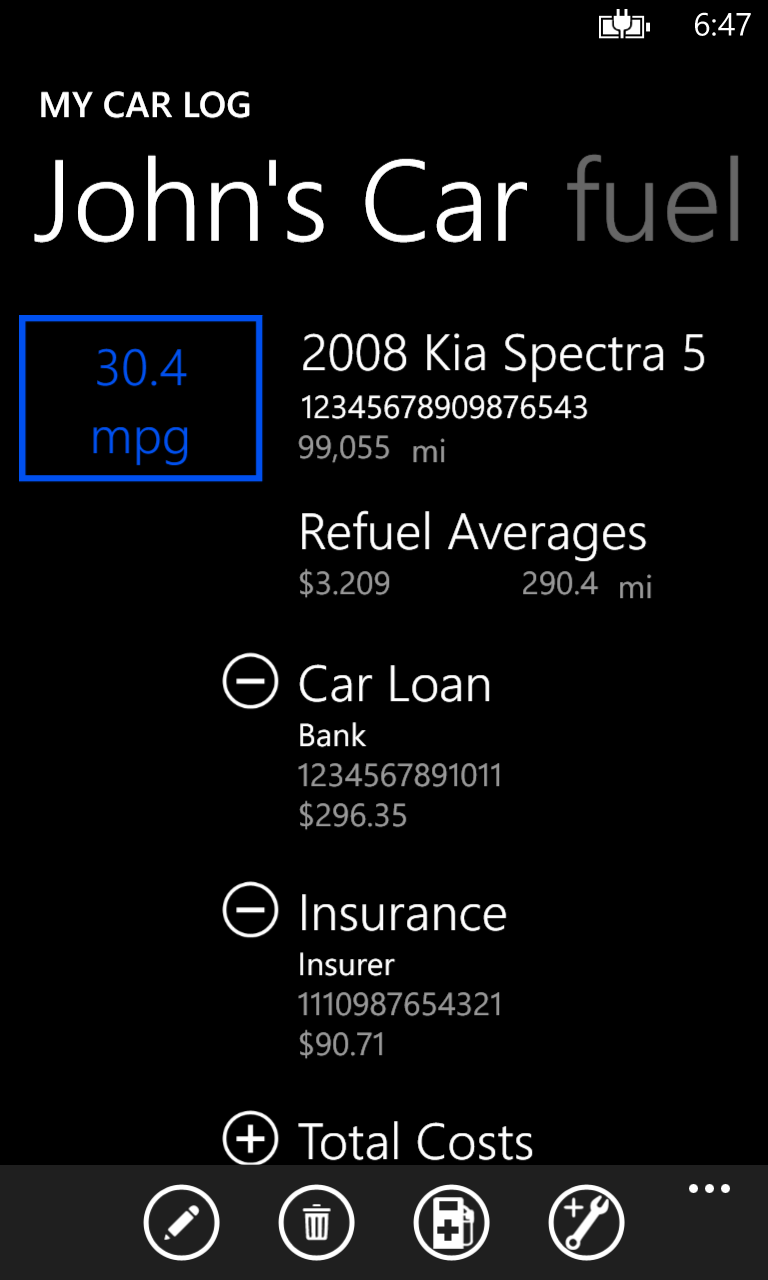 6:47
MY CAR LOG
John's Car fuel
30.4
mpg
2008 Kia Spectra 5
12345678909876543
99,055 mi
Refuel Averages
$3.209 290.4 mi
Car Loan
Bank
1234567891011
$296.35
Insurance
Insurer
1110987654321
$90.71
Total Costs